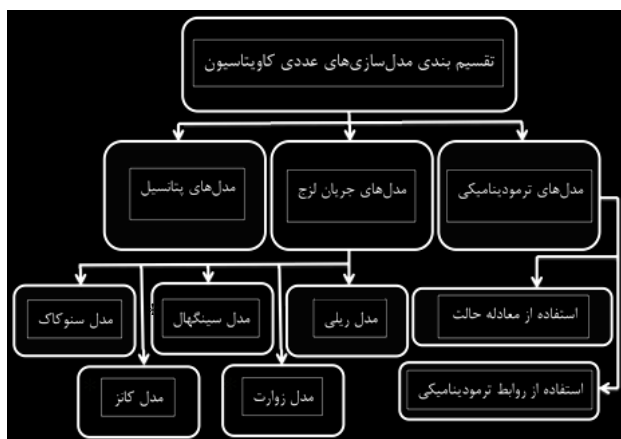 تقسیم بندی مدل‌سازی‌های عددی کاویتاسیون
مدل‌های ترمودینامیکی
مدل‌های جریان لزج
مدل‌های پتانسیل
استفاده از معادله حالت
مدل ریلی
مدل سینگهال
مدل سنوکاک
استفاده از روابط ترمودینامیکی
مدل زوارت
مدل کانز